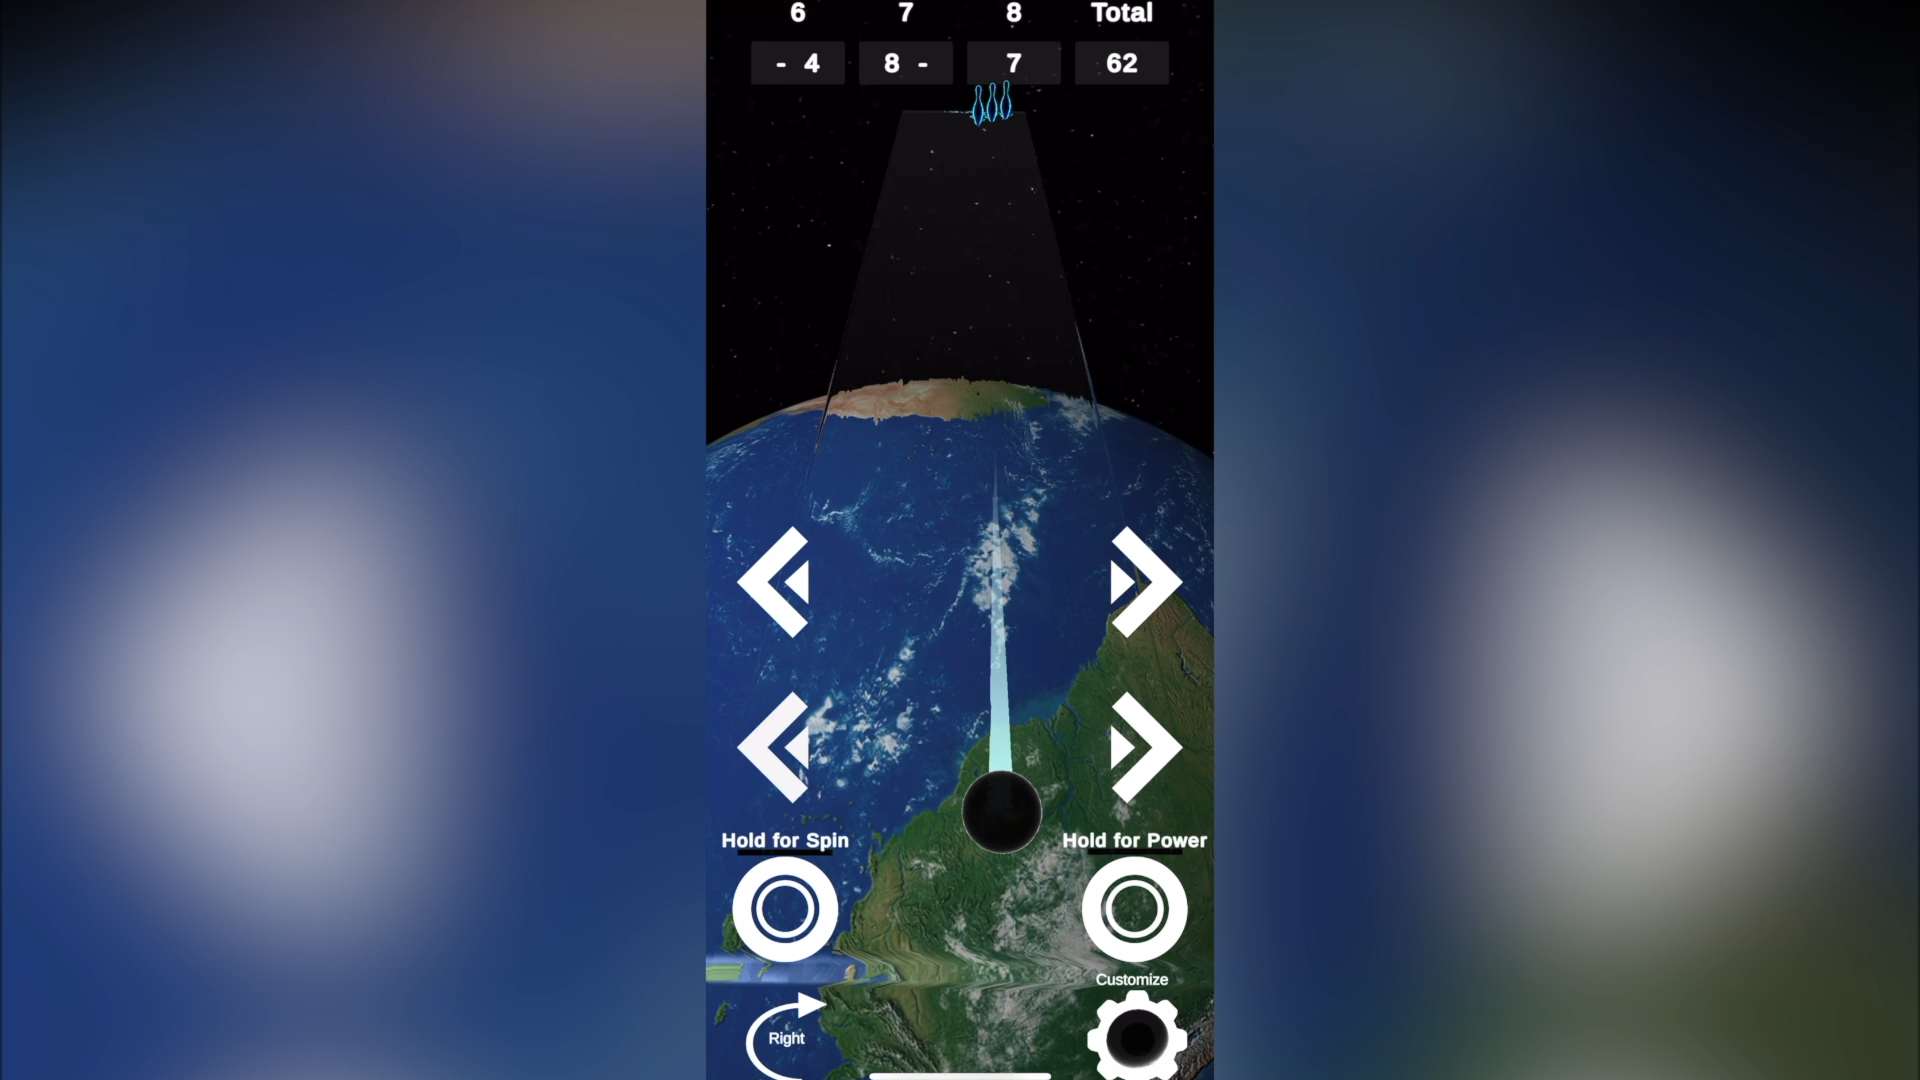 6 7 8 Total
- 4 8 - 7 62
Hold for Spin Hold for Power
Customize
Right